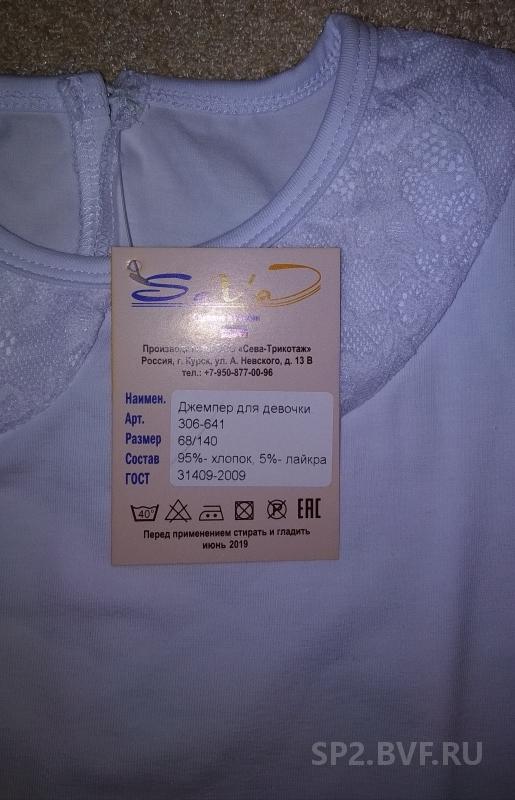 SeVa
Россия, г. Курск, ул. А. Невского, д. 13 В
«Сева-Трикотаж»
тел.: +7-950-877-00-96
Наимен. Джемпер для девочки
Арт. 306-641
Размер 68/140
Состав 95%- хлопок, 5%- лайкра
ГОСТ 31409-2009
40°
EAC
Перед применением стирать и гладить
июнь 2019
SP2.BVF.RU